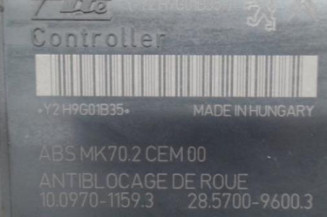 Ate
Controller
*Y2H9G01B35*
MADE IN HUNGARY
ABS MK70.2 CEM 00
ANTIBLOCAGE DE ROUE
10.0970-1159.3 28.5700-9600.3